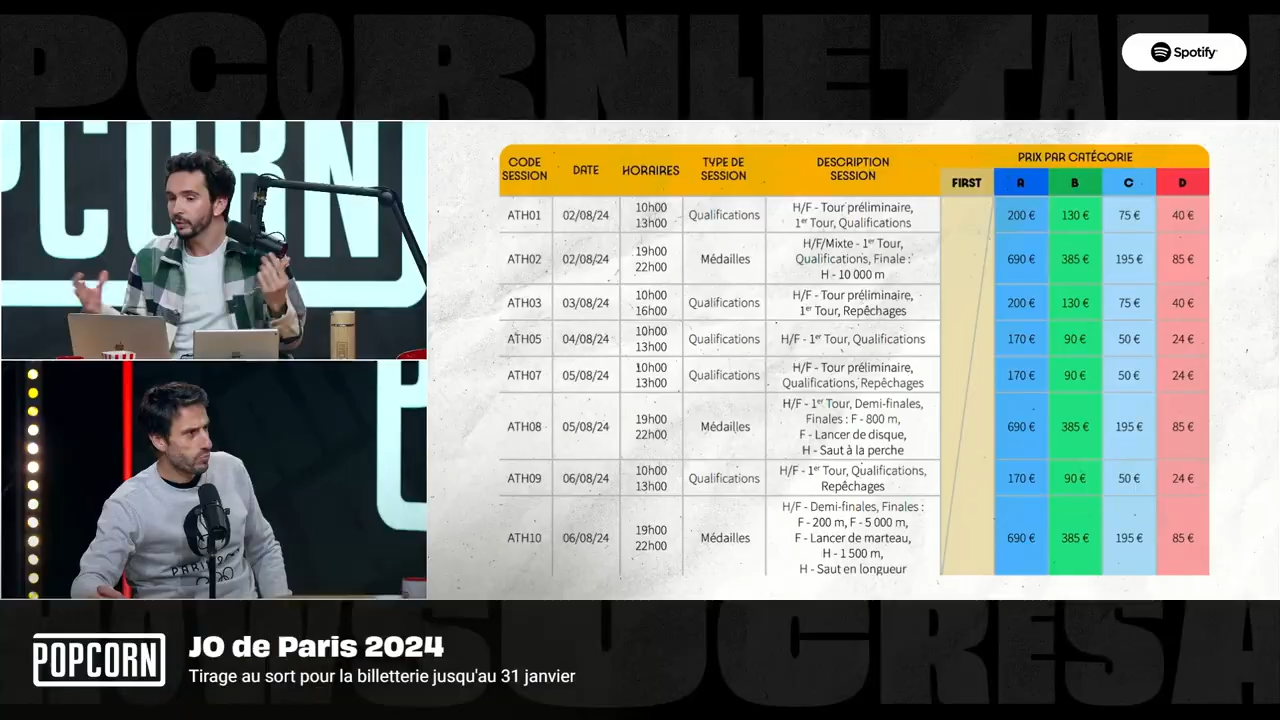 Spotify
CODE SESSION DATE HORAIRES TYPE DE SESSION DESCRIPTION SESSION PRIX PAR CATÉGORIE
FIRST A B C D
ATH01 02/08/24 10h00 13h00 Qualifications H/F - Tour préliminaire, 1er Tour, Qualifications 200 € 130 € 75 € 40 €
ATH02 02/08/24 19h00 22h00 Médailles H/F/Mixte - 1er Tour, Qualifications, Finale : H - 10 000 m 690 € 385 € 195 € 85 €
ATH03 03/08/24 10h00 16h00 Qualifications H/F - Tour préliminaire, 1er Tour, Repêchages 200 € 130 € 75 € 40 €
ATH05 04/08/24 10h00 13h00 Qualifications H/F - 1er Tour, Qualifications 170 € 90 € 50 € 24 €
ATH07 05/08/24 10h00 13h00 Qualifications H/F - Tour préliminaire, Qualifications, Repêchages 170 € 90 € 50 € 24 €
ATH08 05/08/24 19h00 22h00 Médailles H/F - 1er Tour, Demi-finales, Finales : F - 800 m, F - Lancer de disque, H - Saut à la perche 690 € 385 € 195 € 85 €
ATH09 06/08/24 10h00 13h00 Qualifications H/F - 1er Tour, Qualifications, Repêchages 170 € 90 € 50 € 24 €
ATH10 06/08/24 19h00 22h00 Médailles H/F - Demi-finales, Finales : F - 200 m, F - 5 000 m, F - Lancer de marteau, H - 1 500 m, H - Saut en longueur 690 € 385 € 195 € 85 €
POPCORN
JO de Paris 2024
Tirage au sort pour la billetterie jusqu'au 31 janvier